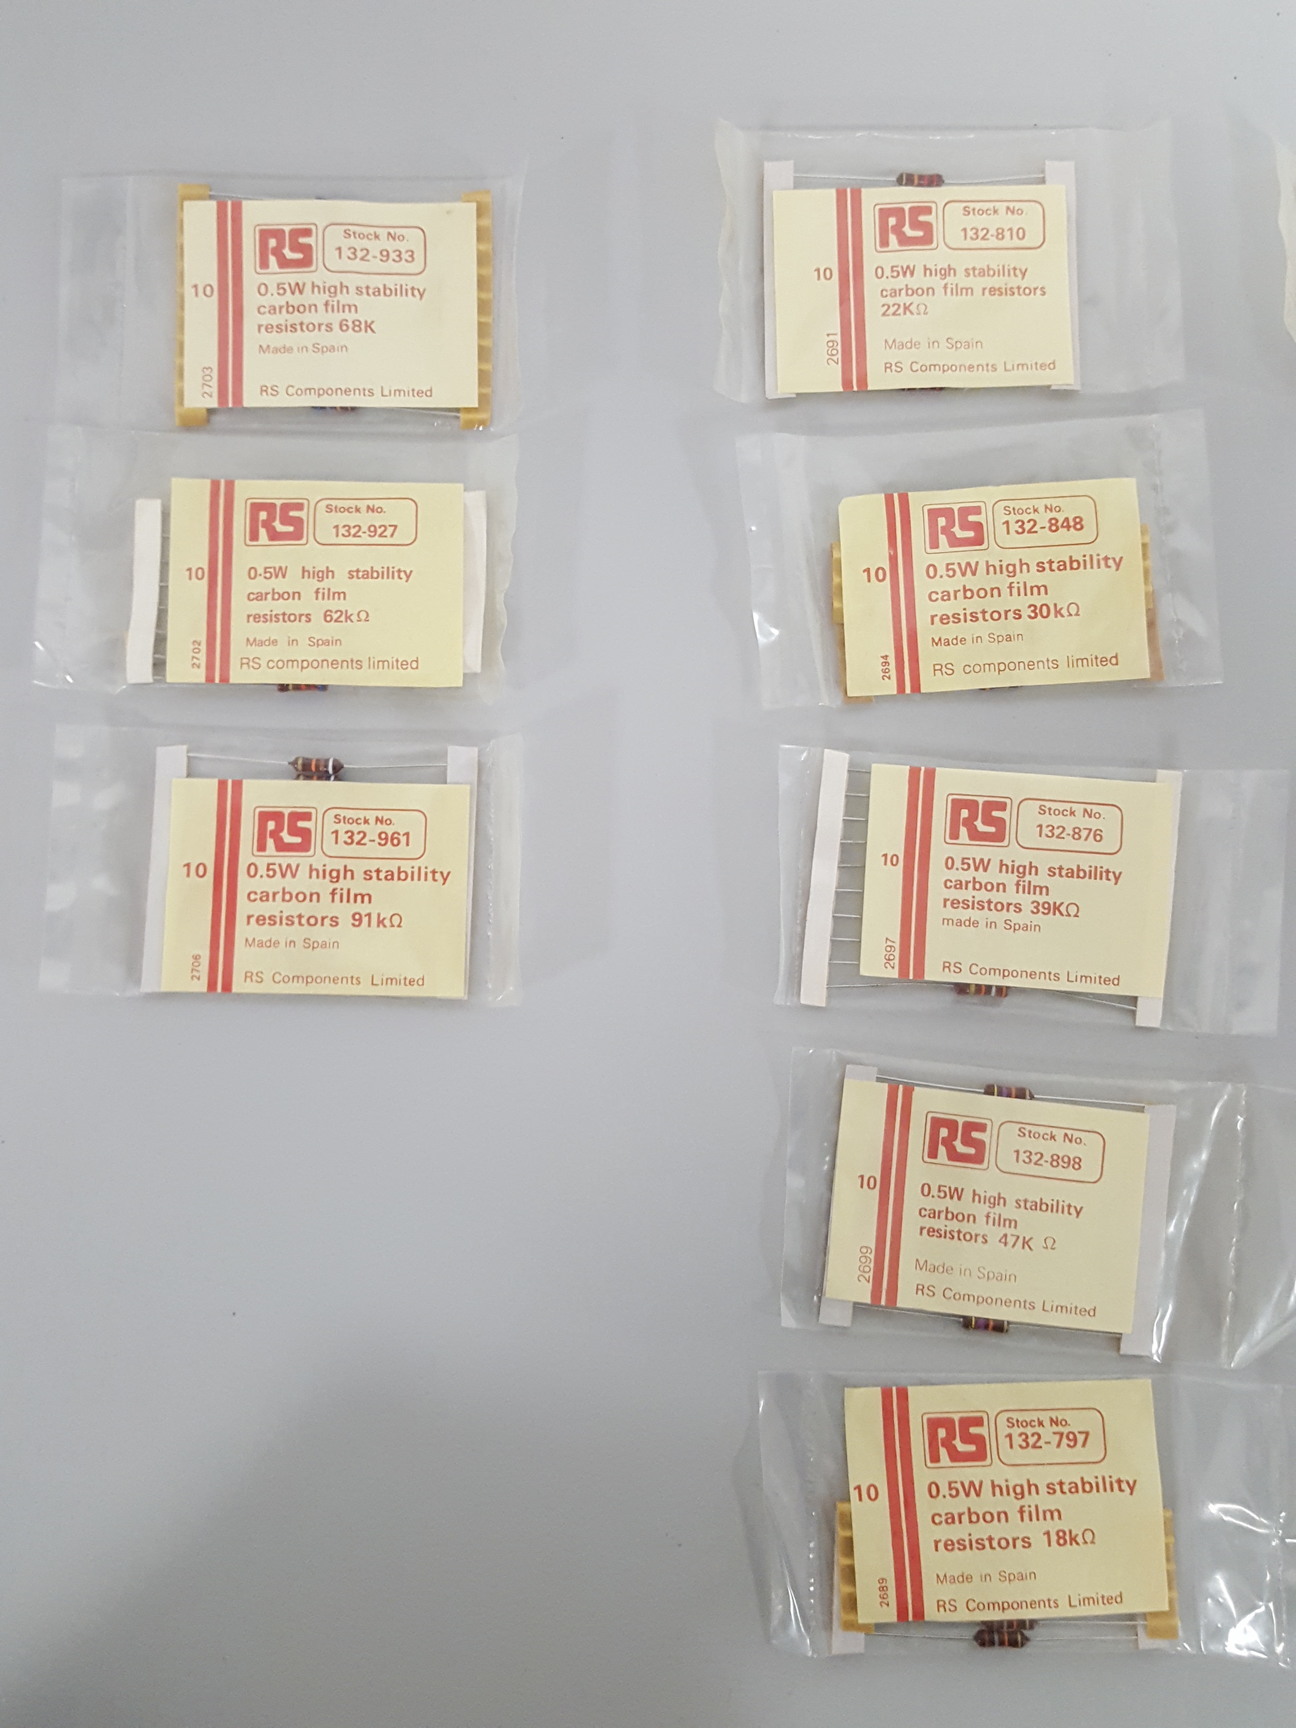 RS
Stock No.
132-933
10
0.5W high stability
carbon film
resistors 68K
Made in Spain
2703
RS Components Limited
RS
Stock No.
132-927
10
0·5W high stability
carbon film
resistors 62kΩ
Made in Spain
2702
RS components limited
RS
Stock No.
132-961
10
0.5W high stability
carbon film
resistors 91kΩ
Made in Spain
2706
RS Components Limited
RS
Stock No.
132-810
10
0.5W high stability
carbon film resistors
22KΩ
2691
Made in Spain
RS Components Limited
RS
Stock No.
132-848
10
0.5W high stability
carbon film
resistors 30kΩ
Made in Spain
2694
RS components limited
RS
Stock No.
132-876
10
0.5W high stability
carbon film
resistors 39KΩ
made in Spain
2697
RS Components Limited
RS
Stock No.
132-898
10
0.5W high stability
carbon film
resistors 47K Ω
2699
Made in Spain
RS Components Limited
RS
Stock No.
132-797
10
0.5W high stability
carbon film
resistors 18kΩ
2689
Made in Spain
RS Components Limited